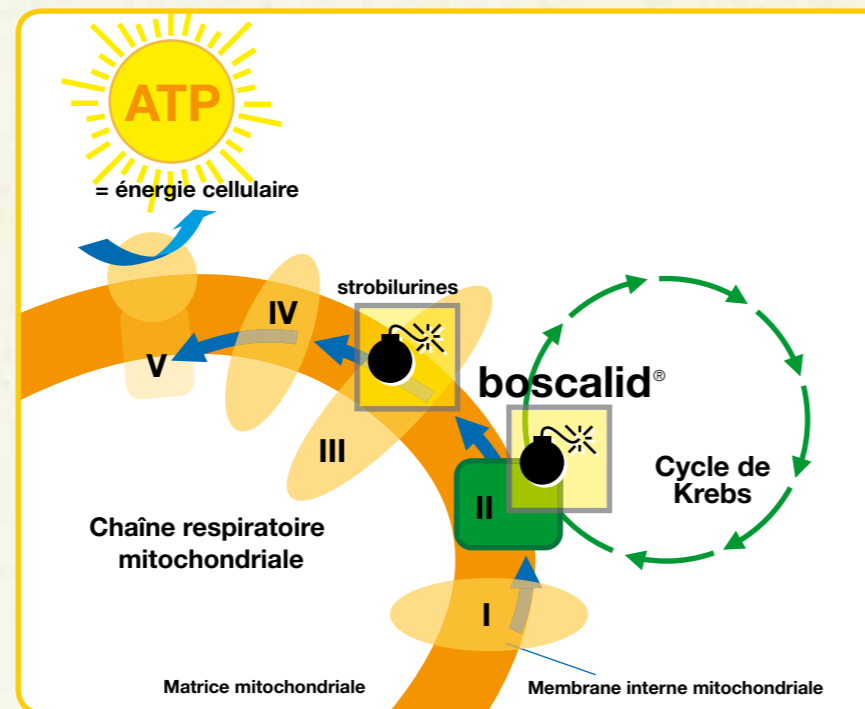 ATP
= énergie cellulaire
strobilurines
IV
V
boscalid®
III
Cycle de
Krebs
II
Chaîne respiratoire
mitochondriale
I
Matrice mitochondriale
Membrane interne mitochondriale